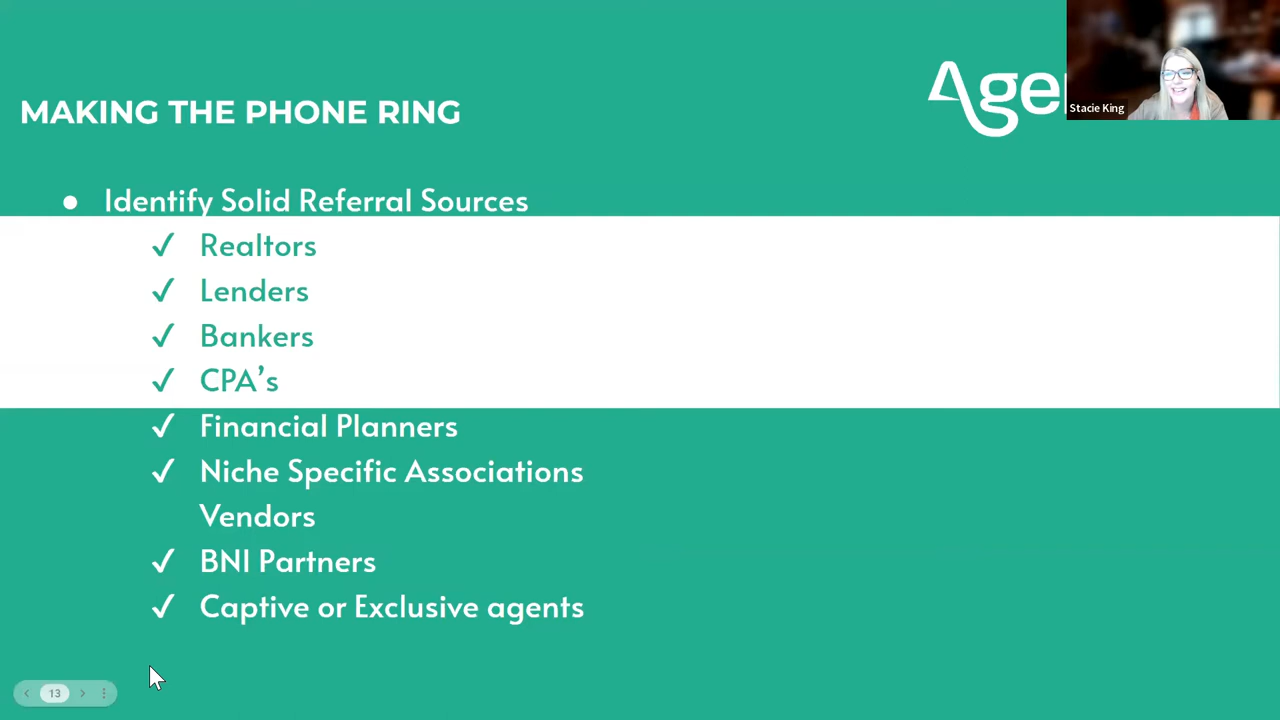 MAKING THE PHONE RING
Stacie King
● Identify Solid Referral Sources
✓ Realtors
✓ Lenders
✓ Bankers
✓ CPA’s
✓ Financial Planners
✓ Niche Specific Associations
Vendors
✓ BNI Partners
✓ Captive or Exclusive agents
13